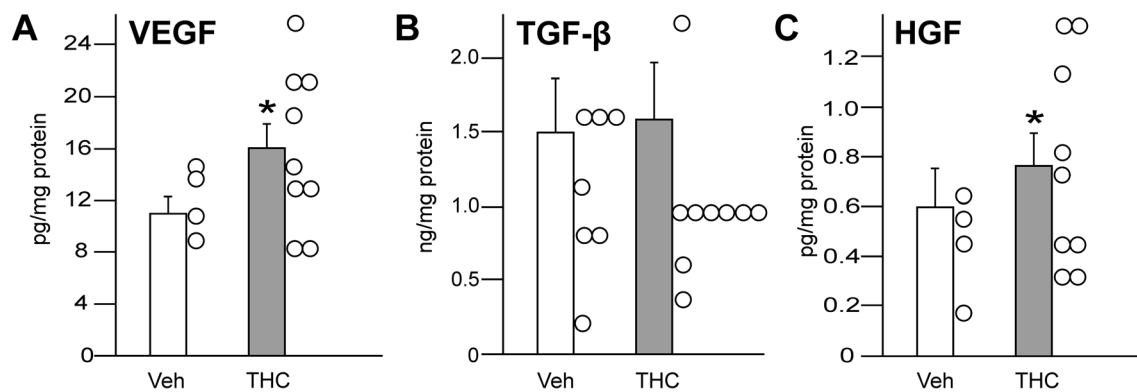 A VEGF
pg/mg protein
24
20
16
12
8
4
0
*
Veh THC
B TGF-β
ng/mg protein
2.0
1.5
1.0
0.5
0
Veh THC
C HGF
pg/mg protein
1.2
1.0
0.8
0.6
0.4
0.2
0
*
Veh THC